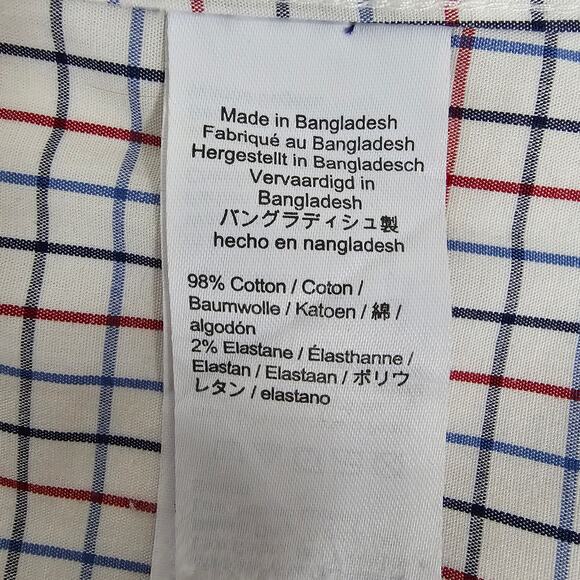 Made in Bangladesh
Fabriqué au Bangladesh
Hergestellt in Bangladesch
Vervaardigd in
Bangladesh
バングラディシュ製
hecho en nangladesh
98% Cotton / Coton /
Baumwolle / Katoen / 綿 /
algodón
2% Elastane / Élasthanne /
Elastan / Elastaan / ポリウ
レタン / elastano